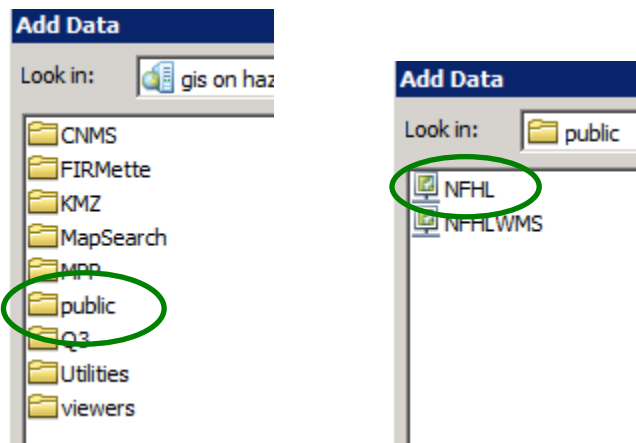 Add Data
Look in: gis on haz
CNMS
FIRMette
KMZ
MapSearch
MPP
public
Q3
Utilities
viewers
Add Data
Look in: public
NFHL
NFHLWMS